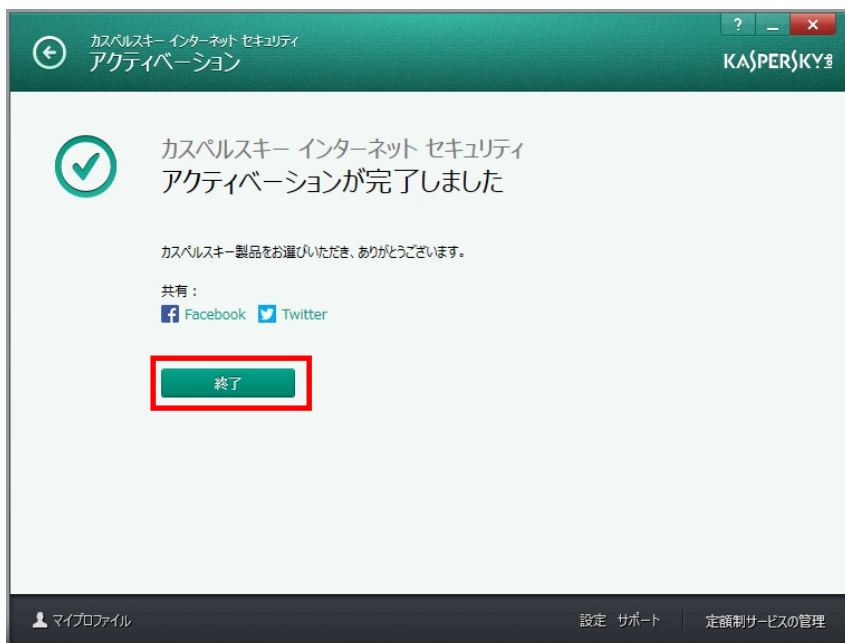 カスペルスキー インターネット セキュリティ
アクティベーション
?
KASPERSKY lab
カスペルスキー インターネット セキュリティ
アクティベーションが完了しました
カスペルスキー製品をお選びいただき、ありがとうございます。
共有：
Facebook Twitter
終了
マイプロファイル 設定 サポート 定額制サービスの管理